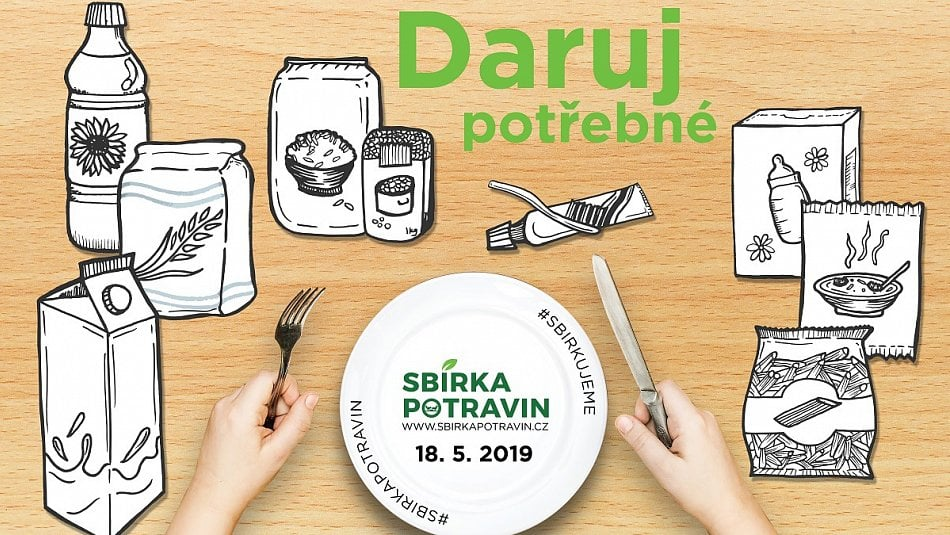 Daruj
potřebné
1kg
#SBIRKUJEME
SBÍRKA
POTRAVIN
WWW.SBIRKAPOTRAVIN.CZ
18. 5. 2019
#SBIRKAPOTRAVIN